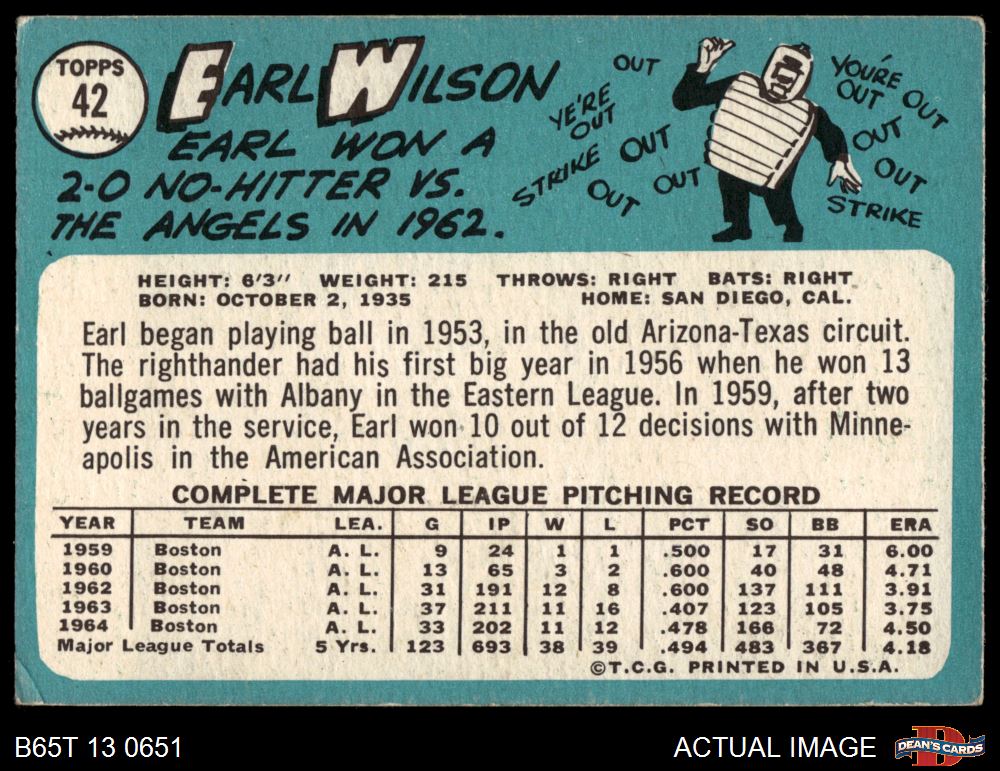 TOPPS
42
EARL WILSON
EARL WON A
2-0 NO-HITTER VS.
THE ANGELS IN 1962.
OUT
YE'RE
OUT
STRIKE OUT
OUT OUT
YOU'RE
OUT OUT
OUT
OUT
STRIKE
HEIGHT: 6'3" WEIGHT: 215 THROWS: RIGHT BATS: RIGHT
BORN: OCTOBER 2, 1935 HOME: SAN DIEGO, CAL.
Earl began playing ball in 1953, in the old Arizona-Texas circuit.
The righthander had his first big year in 1956 when he won 13
ballgames with Albany in the Eastern League. In 1959, after two
years in the service, Earl won 10 out of 12 decisions with Minne-
apolis in the American Association.
COMPLETE MAJOR LEAGUE PITCHING RECORD
YEAR TEAM LEA. G IP W L PCT SO BB ERA
1959 Boston A. L. 9 24 1 1 .500 17 31 6.00
1960 Boston A. L. 13 65 3 2 .600 40 48 4.71
1962 Boston A. L. 31 191 12 8 .600 137 111 3.91
1963 Boston A. L. 37 211 11 16 .407 123 105 3.75
1964 Boston A. L. 33 202 11 12 .478 166 72 4.50
Major League Totals 5 Yrs. 123 693 38 39 .494 483 367 4.18
©T.C.G. PRINTED IN U.S.A.
B65T 13 0651
ACTUAL IMAGE
D
DEAN'S CARDS